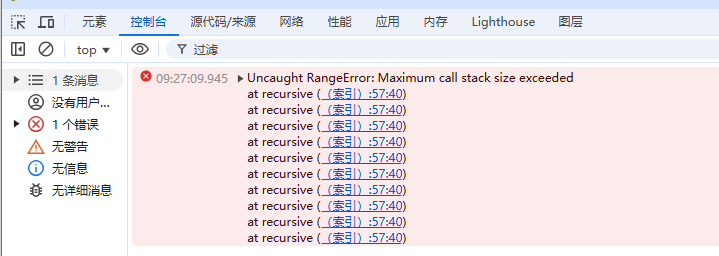 元素 控制台 源代码/来源 网络 性能 应用 内存 Lighthouse 图层
top ▼ 过滤
1 条消息
没有用户...
1 个错误
无警告
无信息
无详细消息
09:27:09.945 Uncaught RangeError: Maximum call stack size exceeded
at recursive (（索引）:57:40)
at recursive (（索引）:57:40)
at recursive (（索引）:57:40)
at recursive (（索引）:57:40)
at recursive (（索引）:57:40)
at recursive (（索引）:57:40)
at recursive (（索引）:57:40)
at recursive (（索引）:57:40)
at recursive (（索引）:57:40)
at recursive (（索引）:57:40)